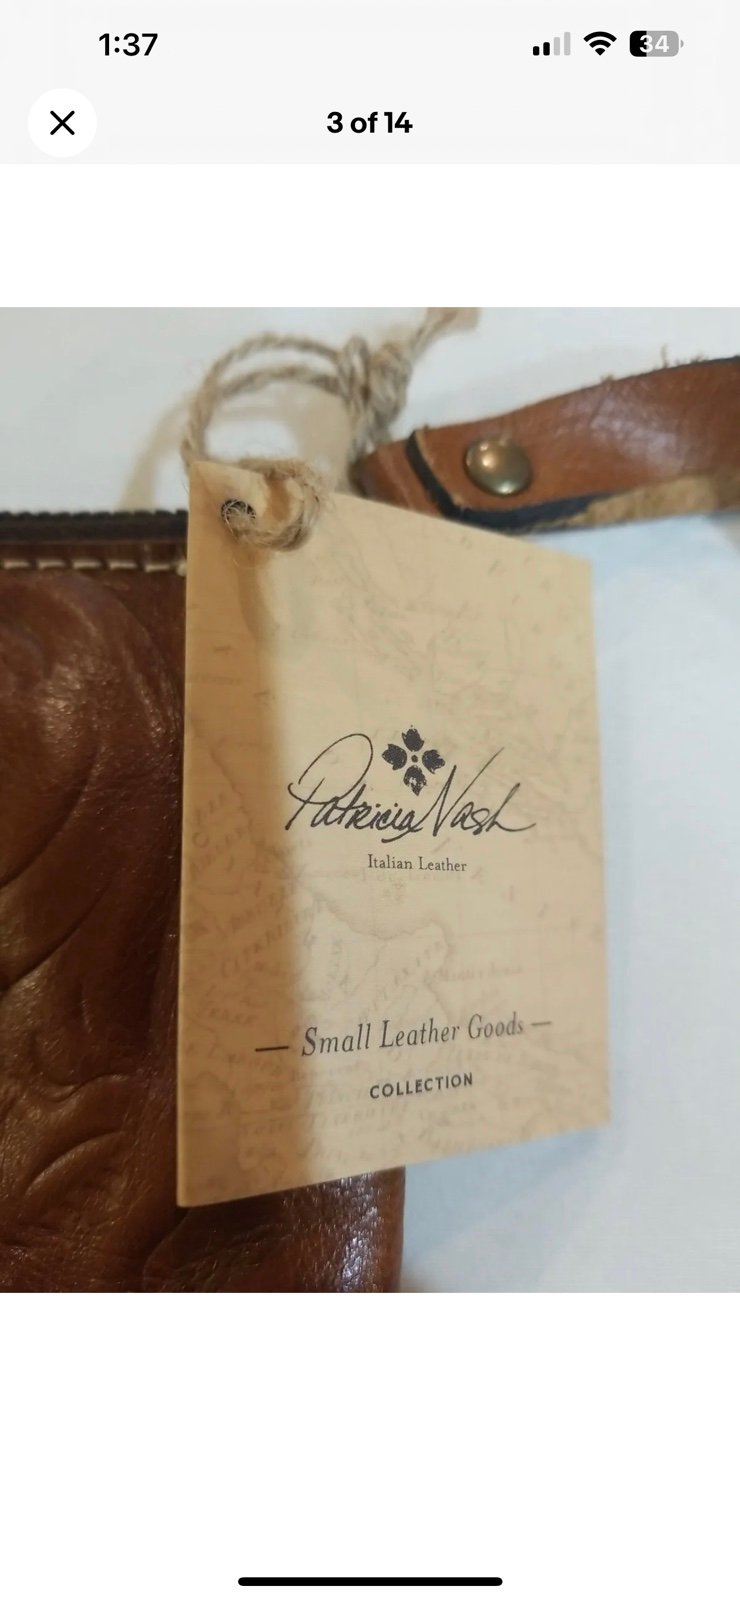 1:37
34
3 of 14
Patricia Nash
Italian Leather
— Small Leather Goods —
COLLECTION